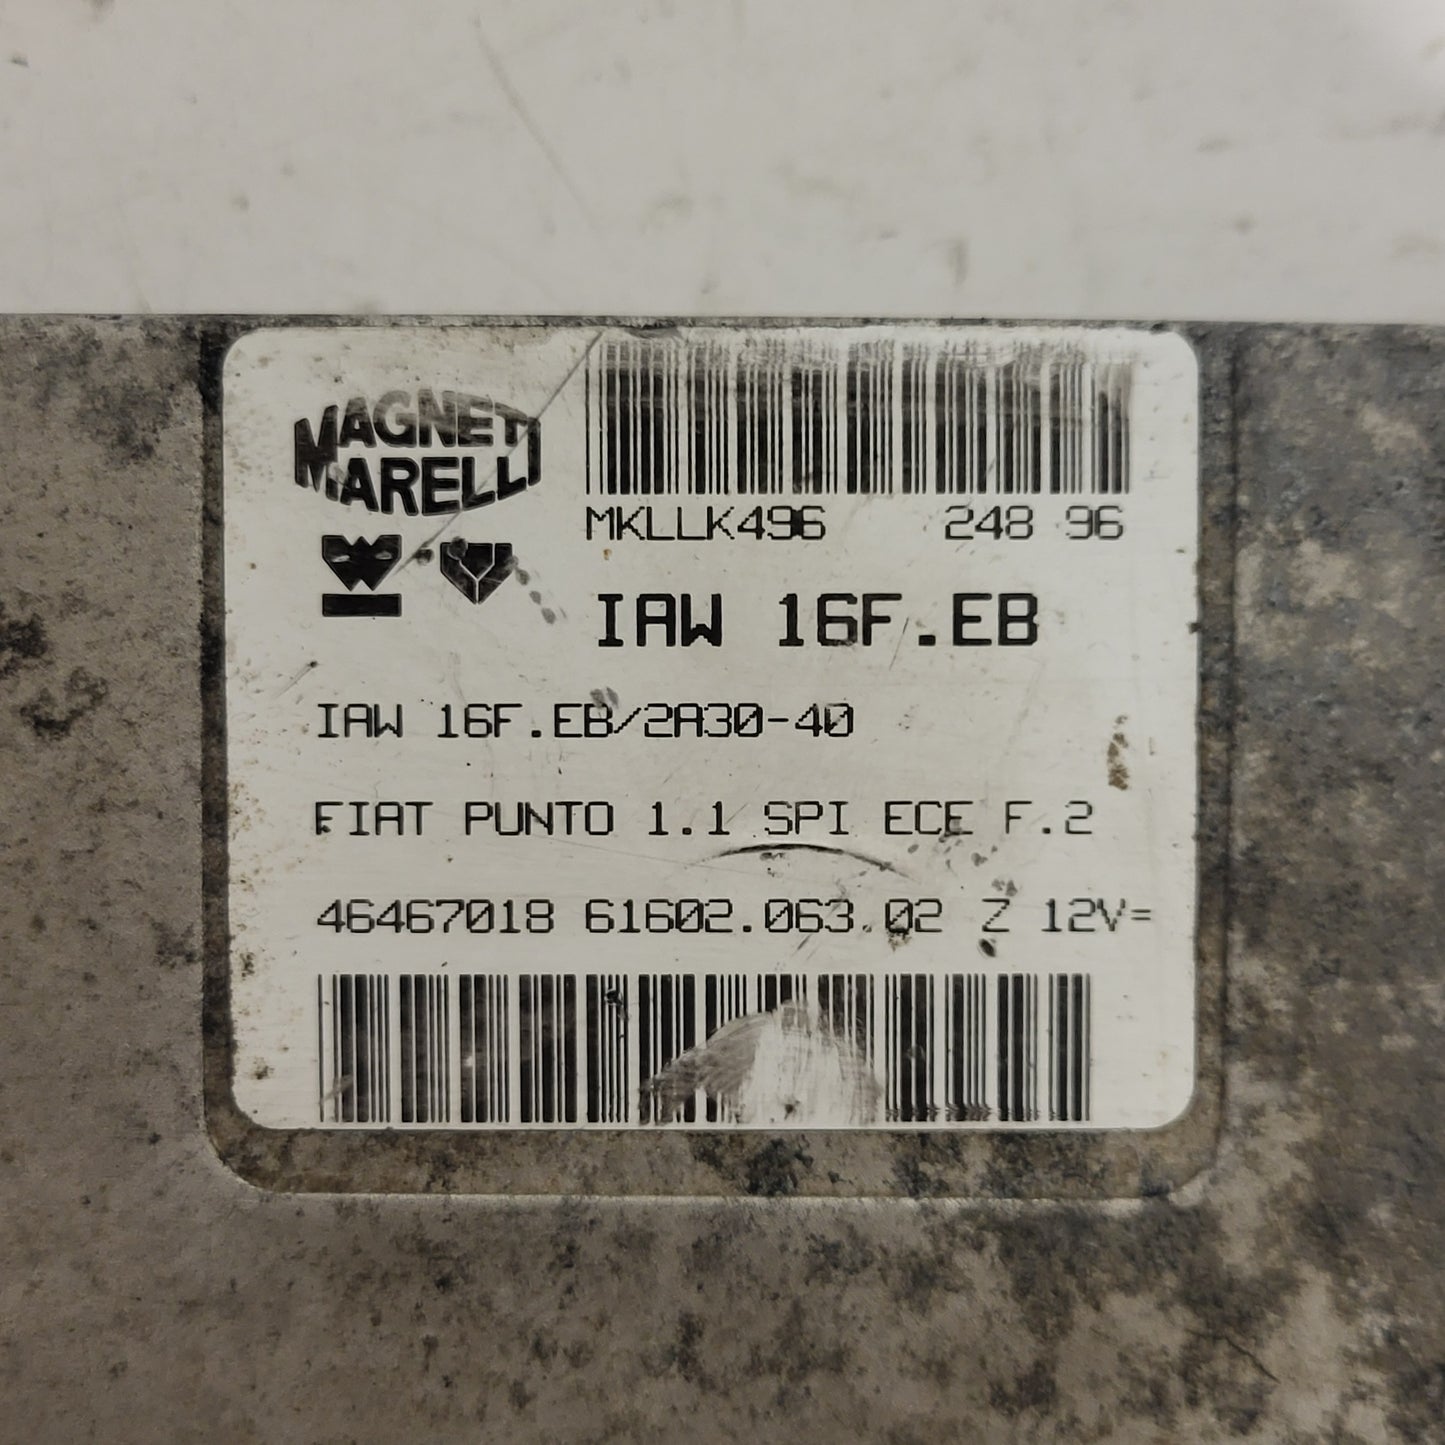 MAGNETI
MARELLI
MKLLK496 248 96
IAW 16F.EB
IAW 16F.EB/2A30-40
FIAT PUNTO 1.1 SPI ECE F.2
46467018 61602.063.02 Z 12V=